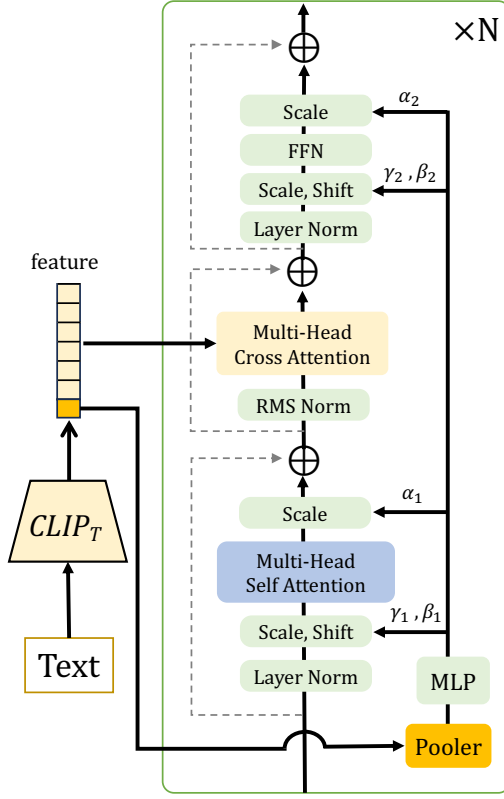 ×N
α₂
Scale
FFN
γ₂ , β₂
Scale, Shift
Layer Norm
feature
Multi-Head
Cross Attention
RMS Norm
α₁
Scale
CLIP_T
Multi-Head
Self Attention
γ₁ , β₁
Scale, Shift
Text
Layer Norm
MLP
Pooler